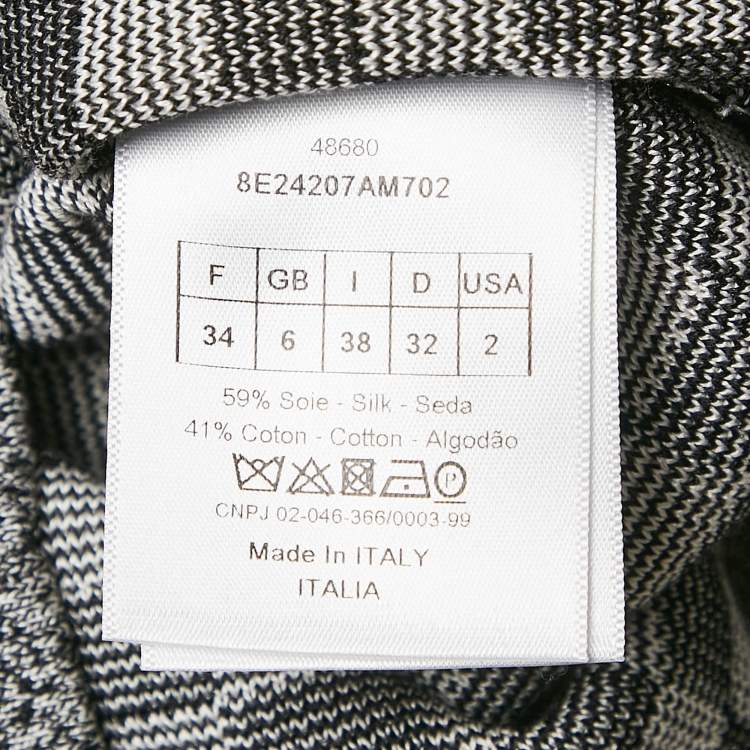 48680
8E24207AM702
F GB I D USA
34 6 38 32 2
59% Soie - Silk - Seda
41% Coton - Cotton - Algodão
P
CNPJ 02-046-366/0003-99
Made In ITALY
ITALIA